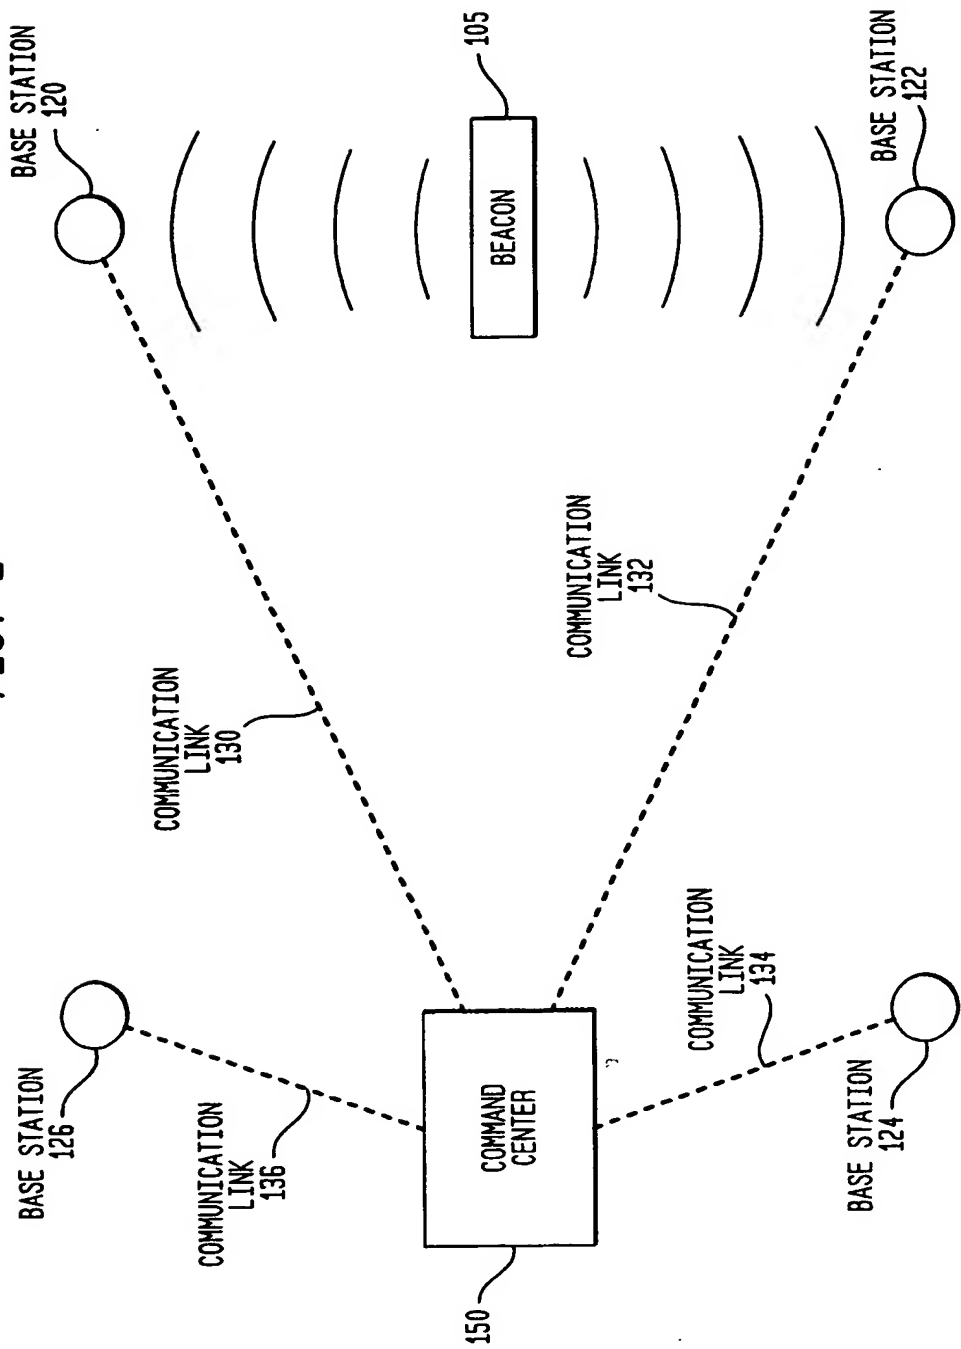 BASE STATION
126
BASE STATION
120
COMMUNICATION
LINK
130
COMMUNICATION
LINK
136
150
COMMAND
CENTER
BEACON
105
COMMUNICATION
LINK
132
COMMUNICATION
LINK
134
BASE STATION
124
BASE STATION
122